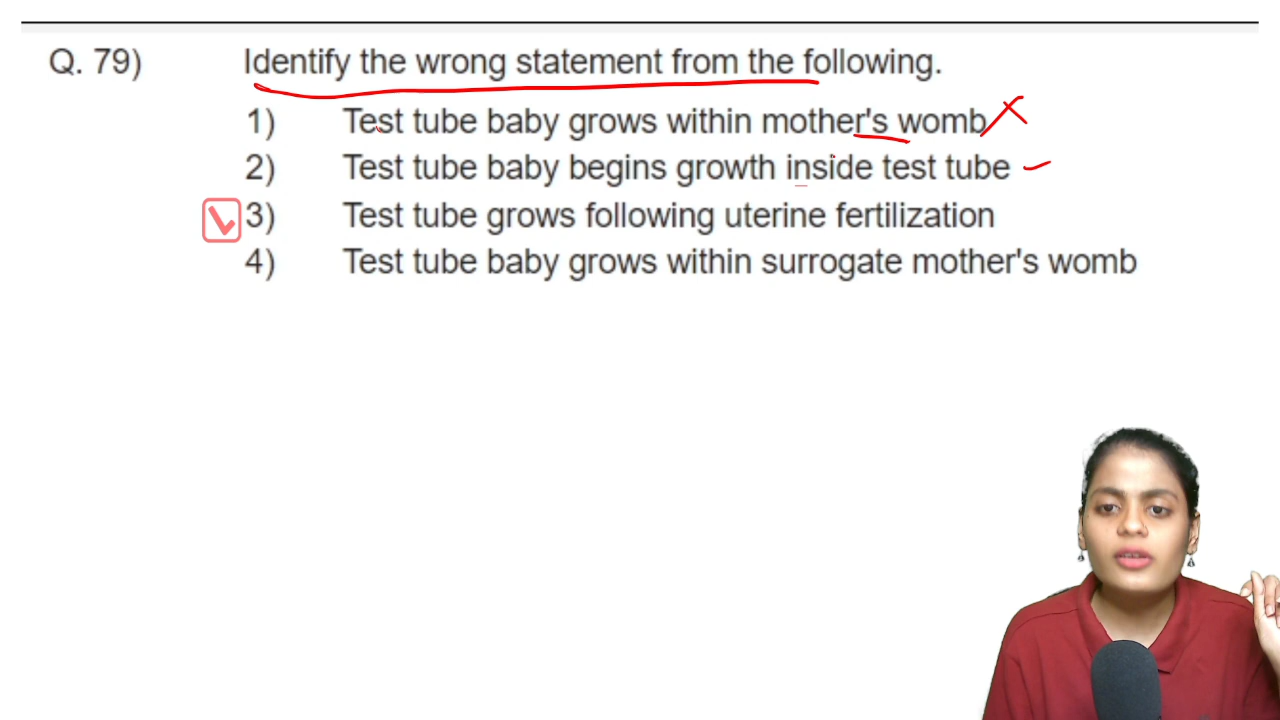 Q. 79) Identify the wrong statement from the following.
1) Test tube baby grows within mother's womb
2) Test tube baby begins growth inside test tube
3) Test tube grows following uterine fertilization
4) Test tube baby grows within surrogate mother's womb